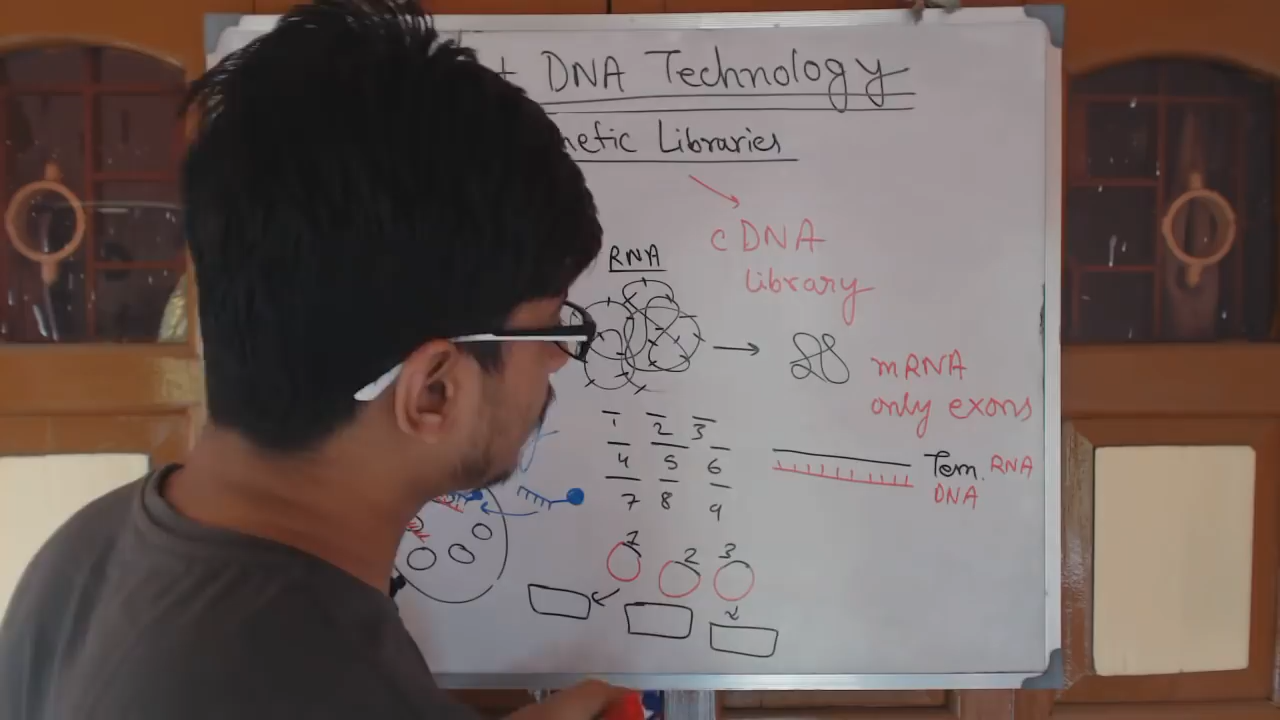 DNA Technology
netic Libraries
cDNA
library
RNA
mRNA
only exons
1 2 3
4 5 6
7 8 9
Tem. RNA
DNA
1 2 3